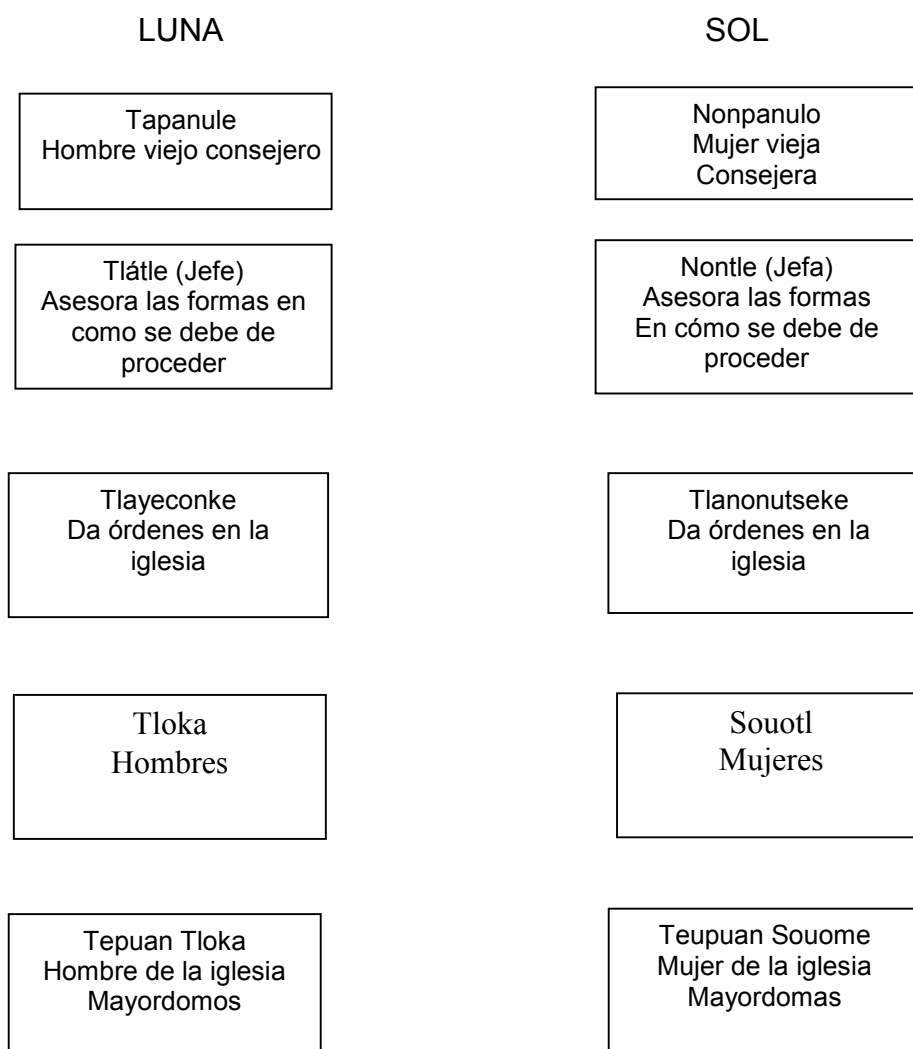 LUNA
SOL
Tapanule
Hombre viejo consejero
Nonpanulo
Mujer vieja
Consejera
Tlátle (Jefe)
Asesora las formas en
como se debe de
proceder
Nontle (Jefa)
Asesora las formas
En cómo se debe de
proceder
Tlayeconke
Da órdenes en la
iglesia
Tlanonutseke
Da órdenes en la
iglesia
Tloka
Hombres
Souotl
Mujeres
Tepuan Tloka
Hombre de la iglesia
Mayordomos
Teupuan Souome
Mujer de la iglesia
Mayordomas